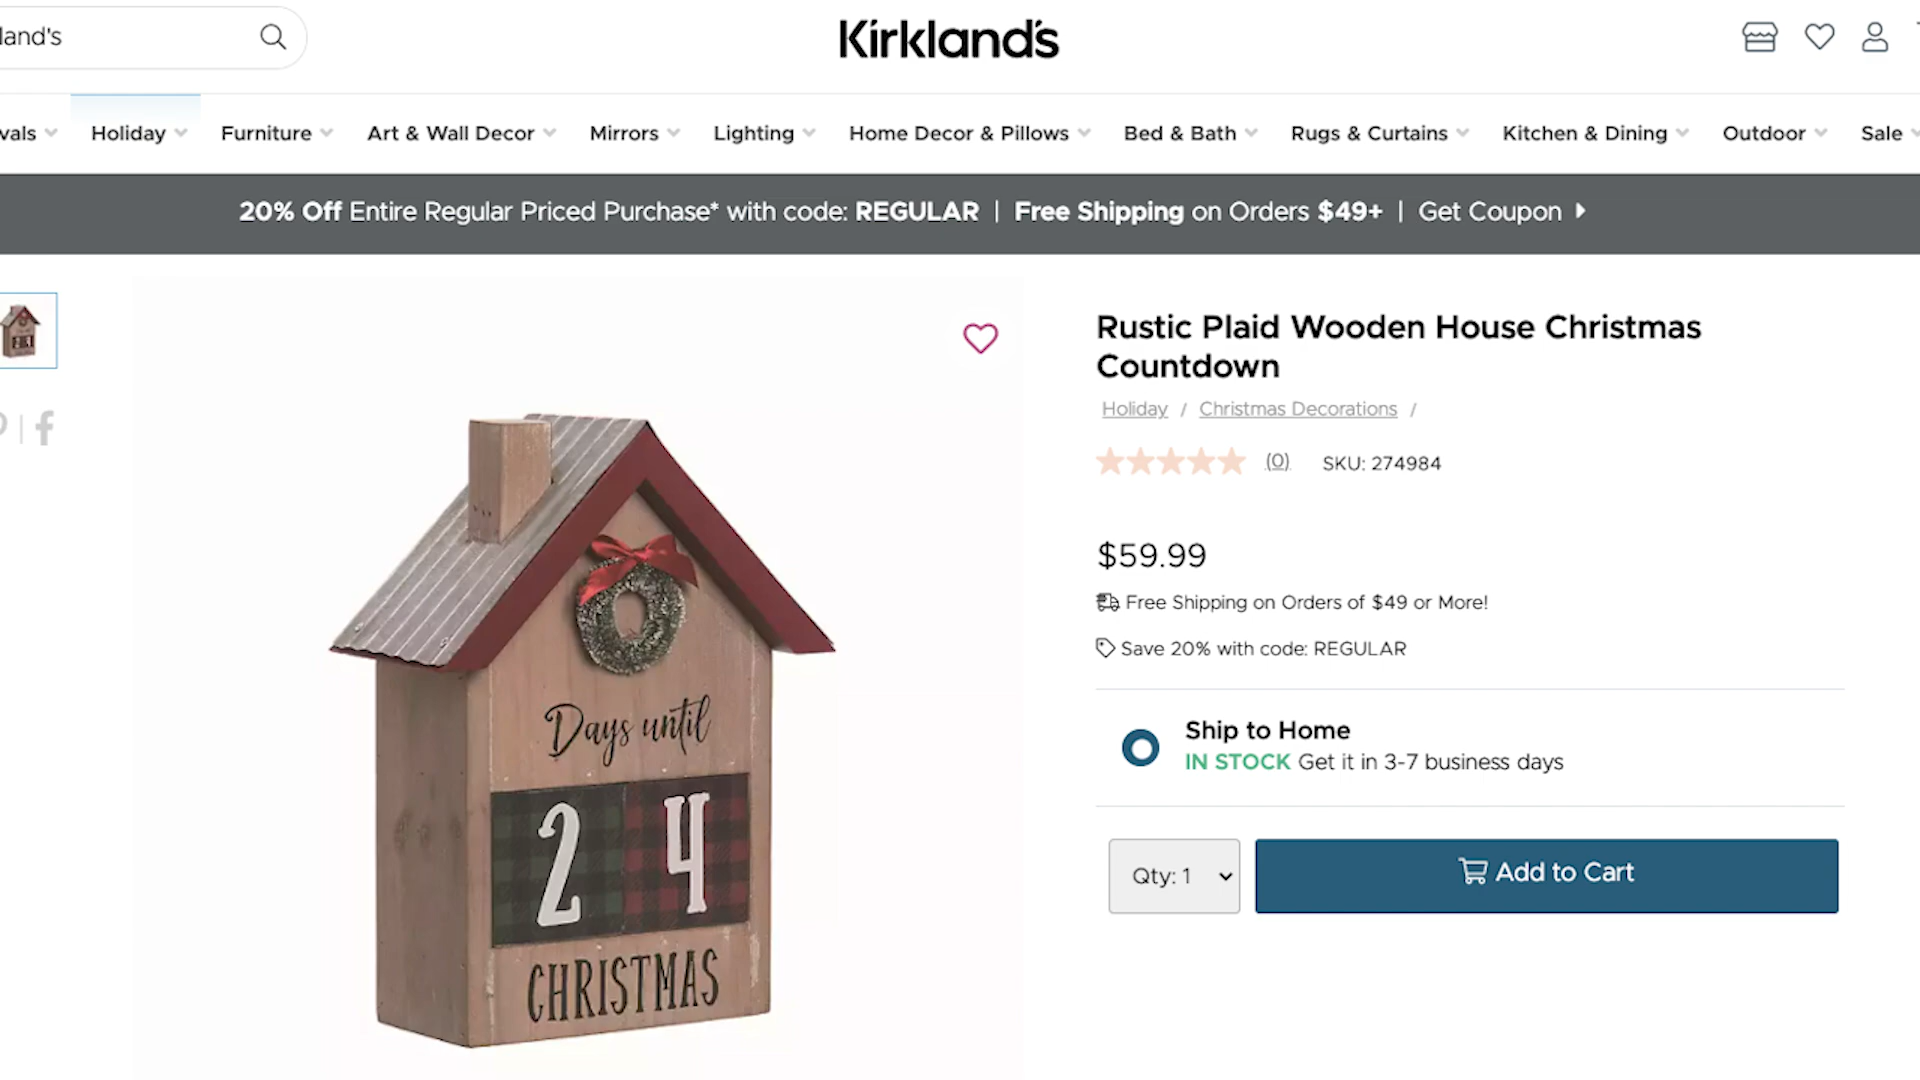 land's
Kirkland's
vals Holiday Furniture Art & Wall Decor Mirrors Lighting Home Decor & Pillows Bed & Bath Rugs & Curtains Kitchen & Dining Outdoor Sale
20% Off Entire Regular Priced Purchase* with code: REGULAR | Free Shipping on Orders $49+ | Get Coupon
Rustic Plaid Wooden House Christmas
Countdown
Holiday / Christmas Decorations /
(0) SKU: 274984
$59.99
Free Shipping on Orders of $49 or More!
Save 20% with code: REGULAR
Ship to Home
IN STOCK Get it in 3-7 business days
Qty: 1 Add to Cart
Days until
24
CHRISTMAS